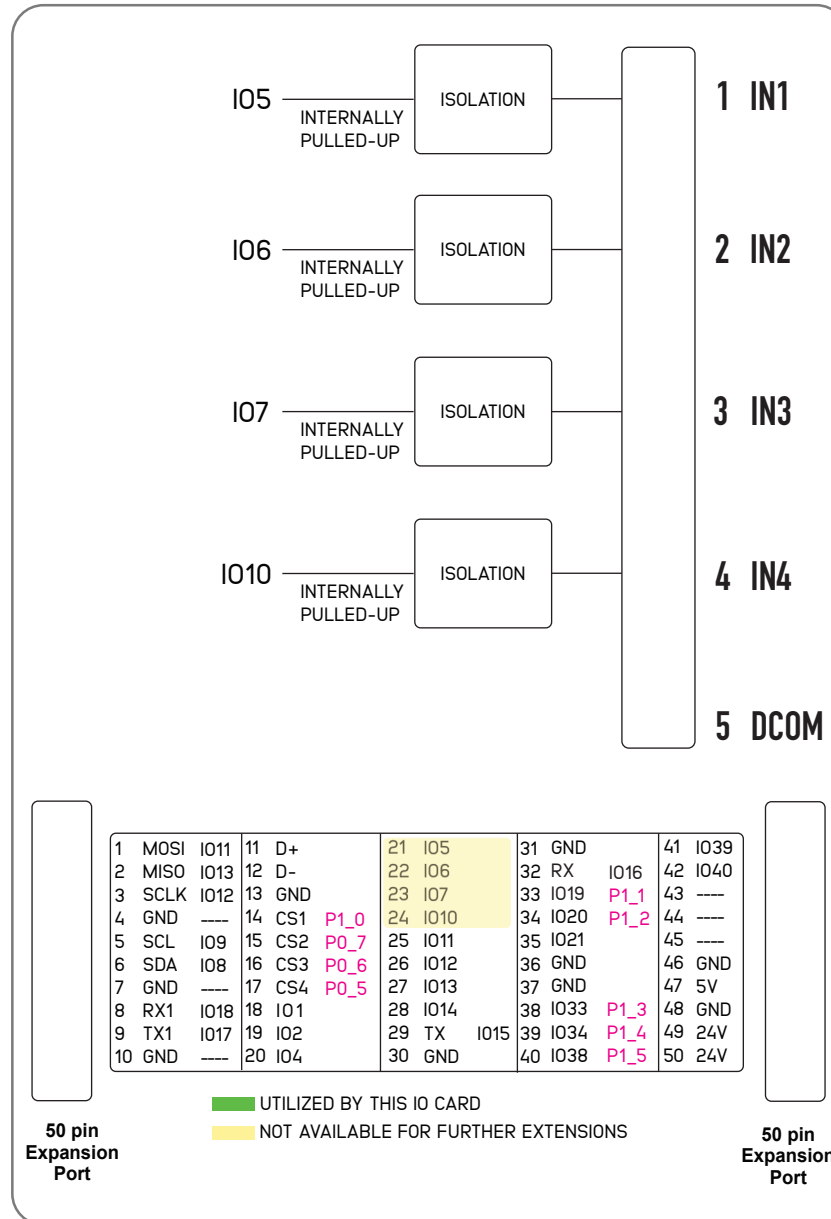 IO5
INTERNALLY
PULLED-UP
ISOLATION
1 IN1
IO6
INTERNALLY
PULLED-UP
ISOLATION
2 IN2
IO7
INTERNALLY
PULLED-UP
ISOLATION
3 IN3
IO10
INTERNALLY
PULLED-UP
ISOLATION
4 IN4
5 DCOM
1 MOSI IO11 11 D+ 21 IO5 31 GND 41 IO39
2 MISO IO13 12 D- 22 IO6 32 RX IO16 42 IO40
3 SCLK IO12 13 GND 23 IO7 33 IO19 P1_1 43 ----
4 GND ---- 14 CS1 P1_0 24 IO10 34 IO20 P1_2 44 ----
5 SCL IO9 15 CS2 P0_7 25 IO11 35 IO21 45 ----
6 SDA IO8 16 CS3 P0_6 26 IO12 36 GND 46 GND
7 GND ---- 17 CS4 P0_5 27 IO13 37 GND 47 5V
8 RX1 IO18 18 IO1 28 IO14 38 IO33 P1_3 48 GND
9 TX1 IO17 19 IO2 29 TX IO15 39 IO34 P1_4 49 24V
10 GND ---- 20 IO4 30 GND 40 IO38 P1_5 50 24V
UTILIZED BY THIS IO CARD
NOT AVAILABLE FOR FURTHER EXTENSIONS
50 pin
Expansion
Port
50 pin
Expansion
Port